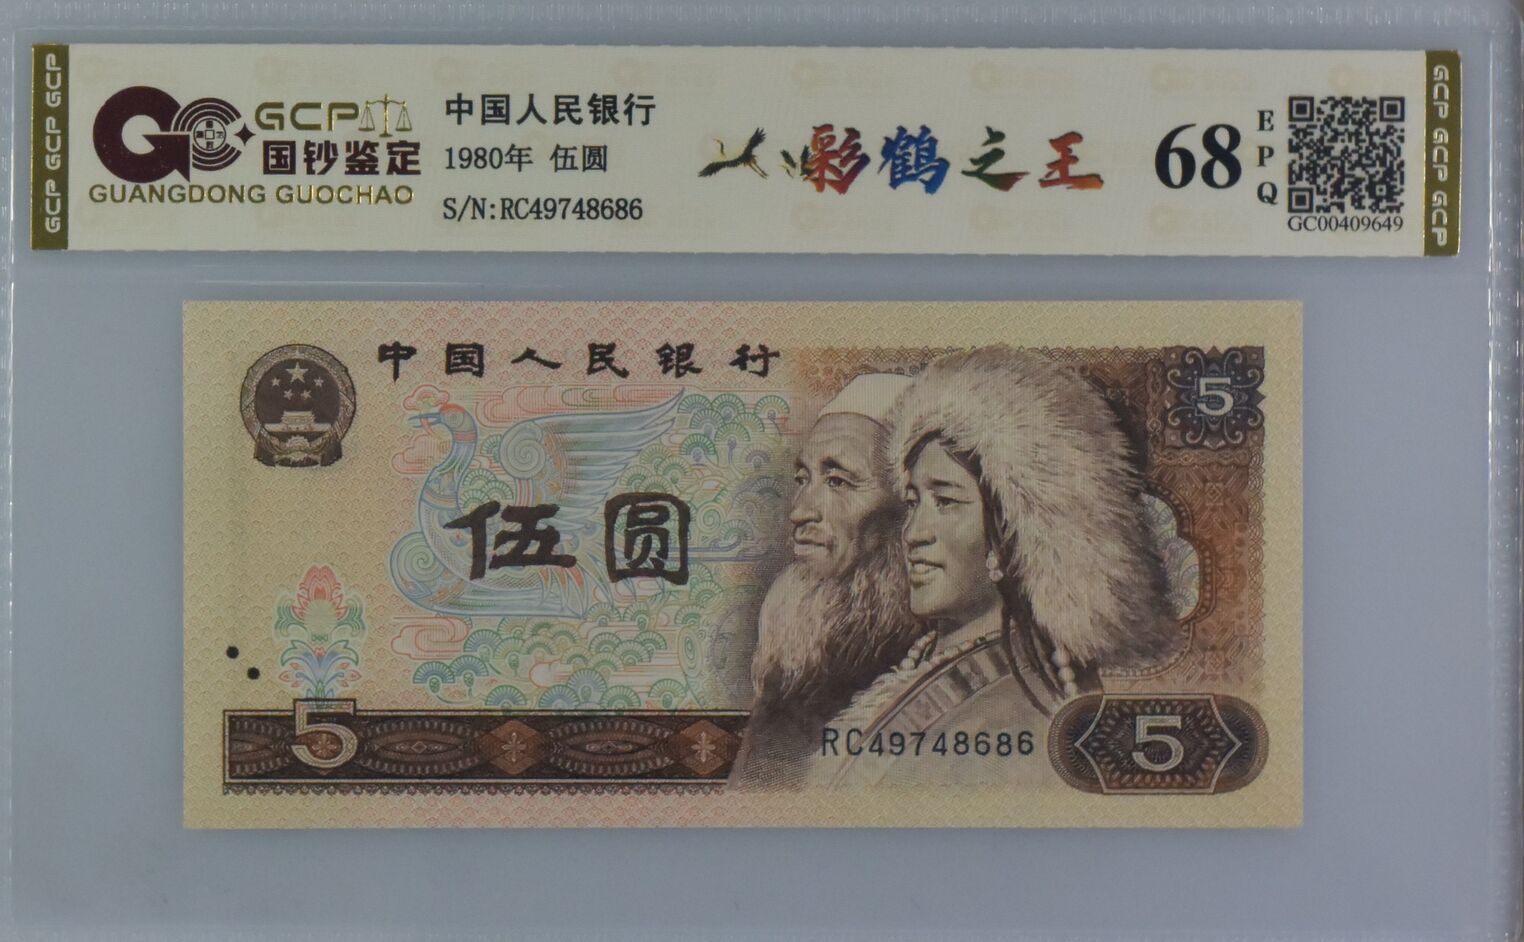 GCP GCP GCP
GCP
国钞鉴定
GUANGDONG GUOCHAO
中国人民银行
1980年 伍圆
S/N:RC49748686
彩鹤之王
68
EPQ
GC00409649
GCP GCP GCP
中国人民银行
5
伍圆
5
RC49748686
5